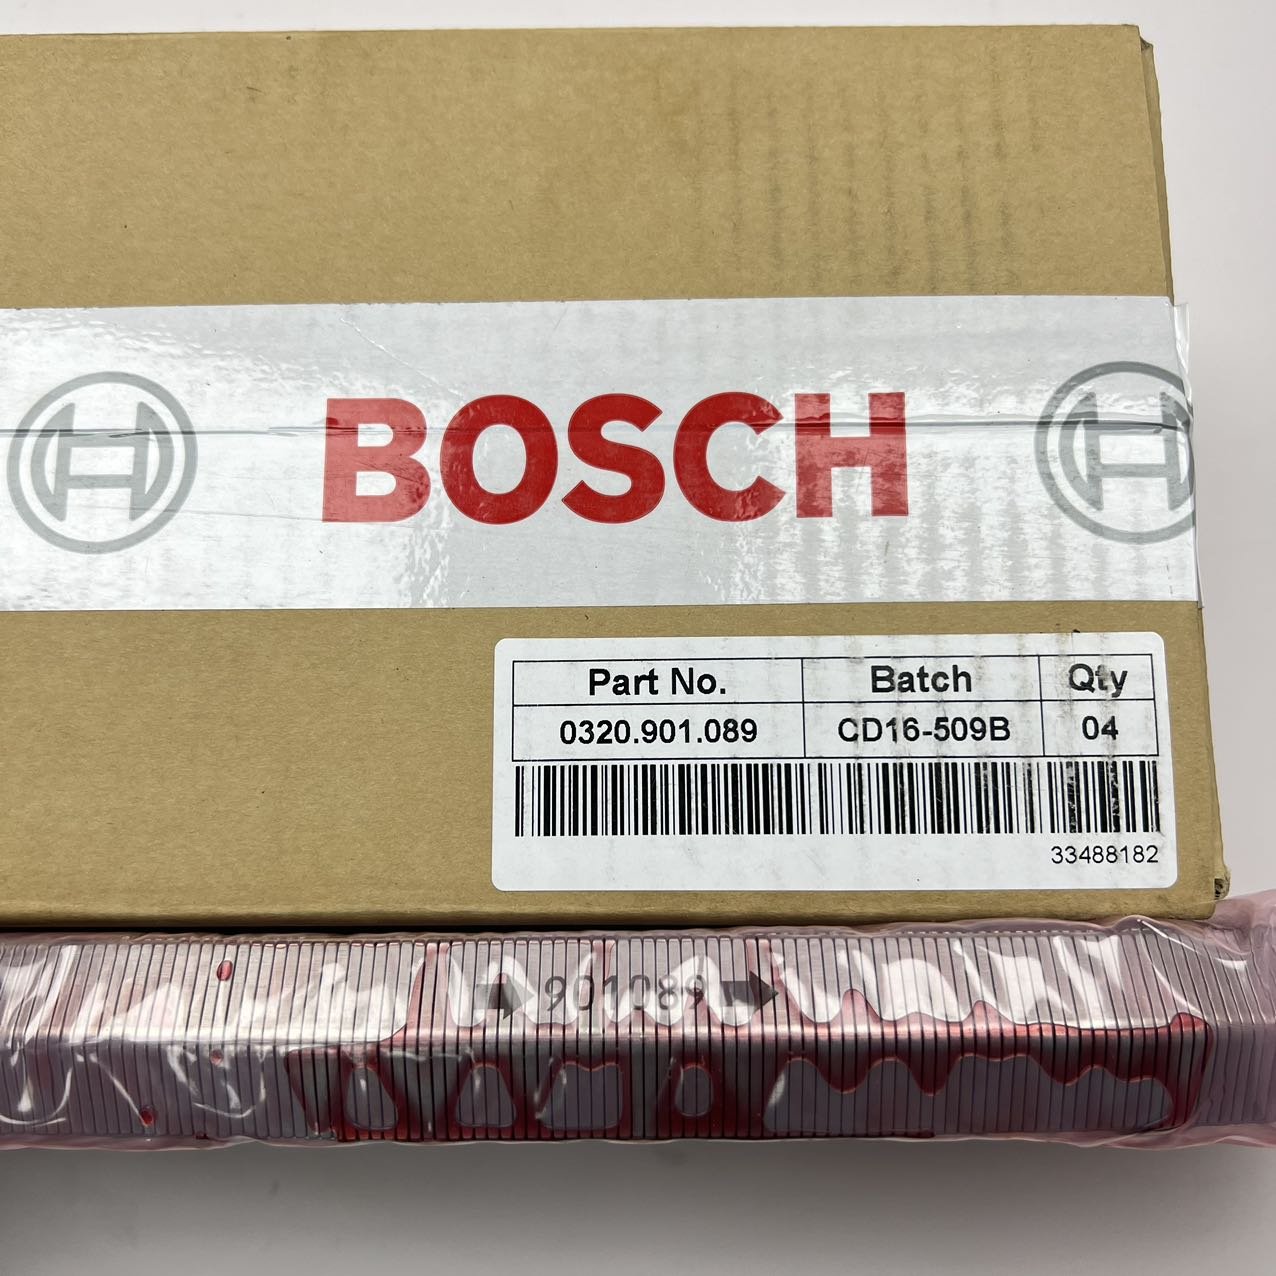 BOSCH
Part No. Batch Qty
0320.901.089 CD16-509B 04
33488182
901089